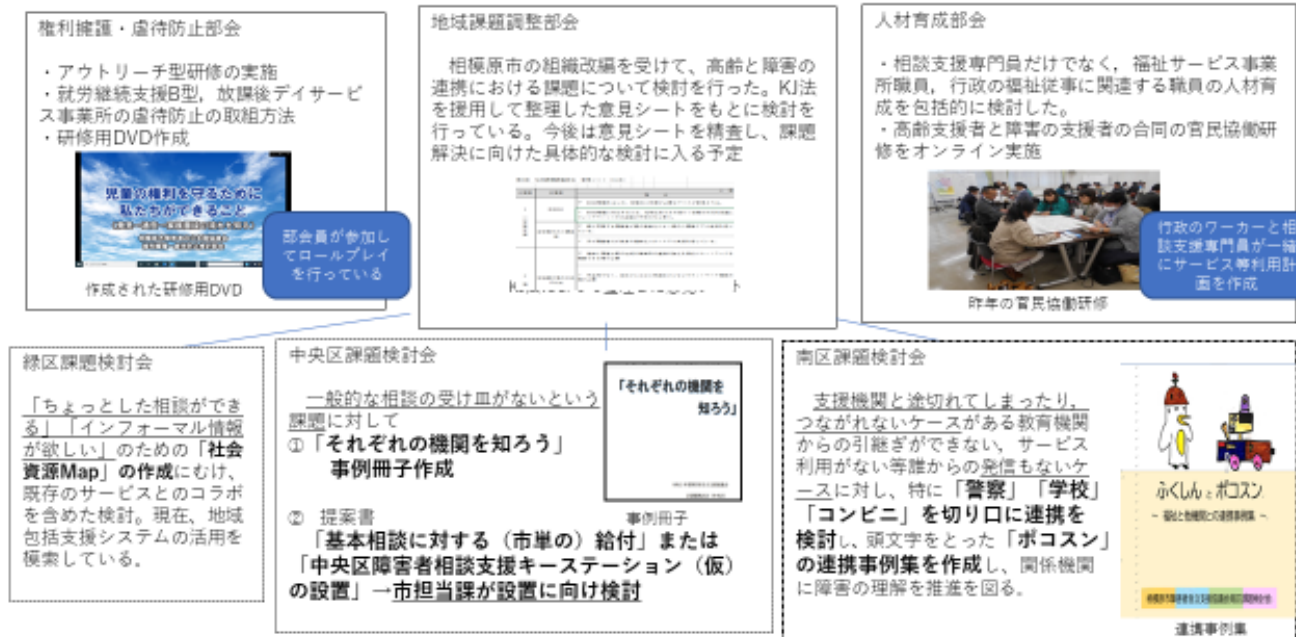 権利擁護・虐待防止部会
・アウトリーチ型研修の実施
・就労継続支援B型，放課後デイサービ
ス事業所の虐待防止の取組方法
・研修用DVD作成
児童の権利を守るために
私たちができること
作成された研修用DVD
部会員が参加し
てロールプレイ
を行っている
地域課題調整部会
相模原市の組織改編を受けて、高齢と障害の
連携における課題について検討を行った。KJ法
を援用して整理した意見シートをもとに検討を
行っている。今後は意見シートを精査し、課題
解決に向けた具体的な検討に入る予定
人材育成部会
・相談支援専門員だけでなく，福祉サービス事業
所職員，行政の福祉従事に関連する職員の人材育
成を包括的に検討した。
・高齢支援者と障害の支援者の合同の官民協働研
修をオンライン実施
行政のワーカーと相
談支援専門員が一緒
にサービス等利用計
画を作成
昨年の官民協働研修
緑区課題検討会
「ちょっとした相談ができ
る」「インフォーマル情報
が欲しい」のための「社会
資源Map」の作成にむけ、
既存のサービスとのコラボ
を含めた検討。現在、地域
包括支援システムの活用を
模索している。
中央区課題検討会
一般的な相談の受け皿がないという
課題に対して
①「それぞれの機関を知ろう」
事例冊子作成
「それぞれの機関を
知ろう」
事例冊子
② 提案書
「基本相談に対する（市単の）給付」または
「中央区障害者相談支援キーステーション（仮）
の設置」→市担当課が設置に向け検討
南区課題検討会
支援機関と途切れてしまったり，
つながれないケースがある教育機関
からの引継ぎができない，サービス
利用がない等誰からの発信もないケ
ースに対し，特に「警察」「学校」
「コンビニ」を切り口に連携を
検討し，頭文字をとった「ポコスン」
の連携事例集を作成し，関係機関
に障害の理解を推進を図る。
ふくしんとポコスン
～ 福祉と他機関との連携事例集 ～
連携事例集